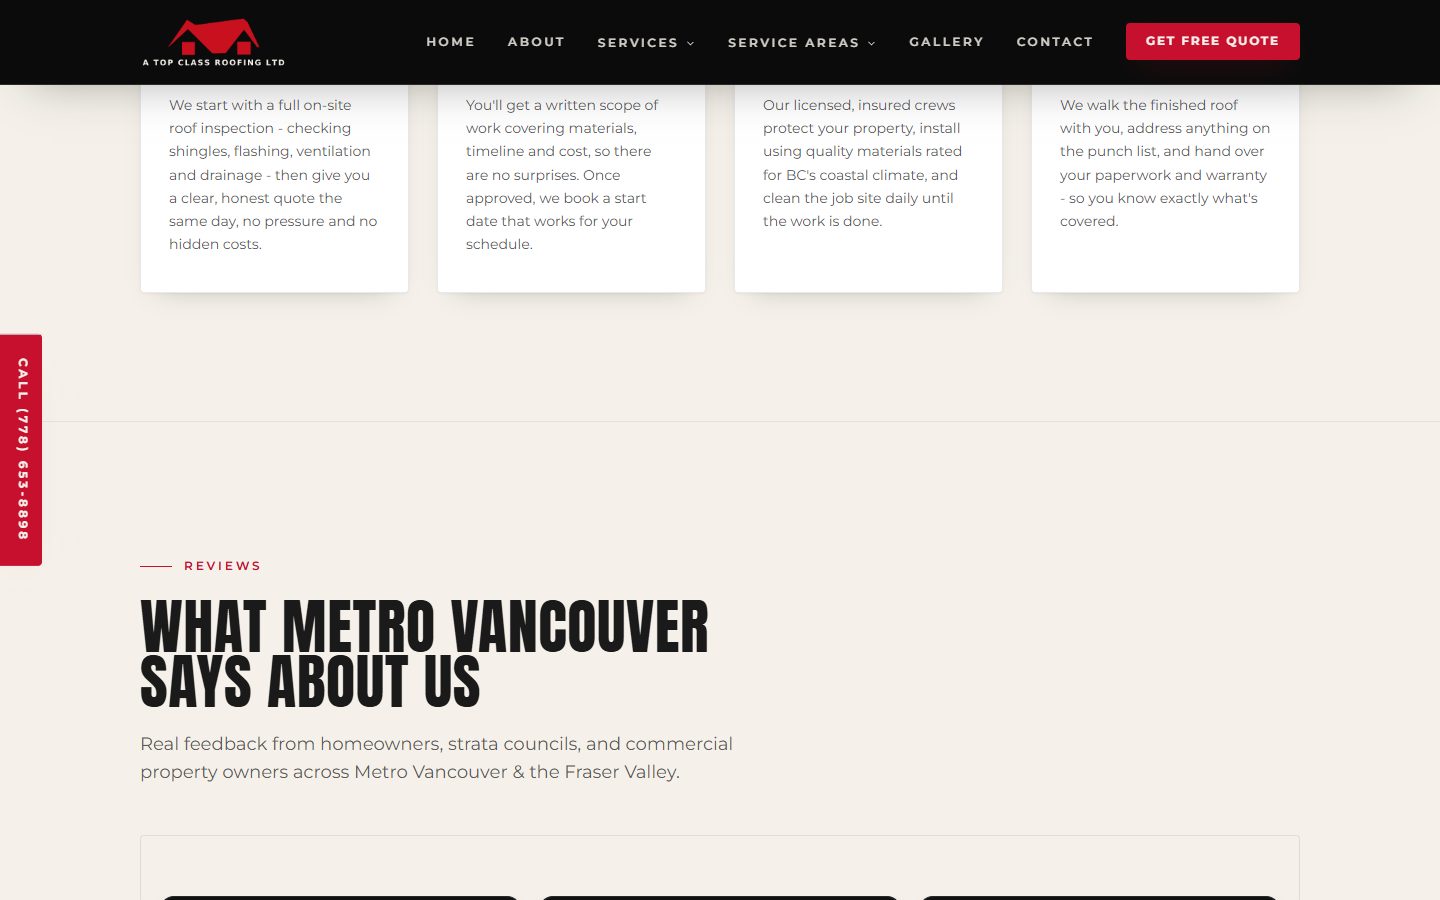 A TOP CLASS ROOFING LTD
HOME
ABOUT
SERVICES
SERVICE AREAS
GALLERY
CONTACT
GET FREE QUOTE
We start with a full on-site
roof inspection - checking
shingles, flashing, ventilation
and drainage - then give you
a clear, honest quote the
same day, no pressure and no
hidden costs.
You'll get a written scope of
work covering materials,
timeline and cost, so there
are no surprises. Once
approved, we book a start
date that works for your
schedule.
Our licensed, insured crews
protect your property, install
using quality materials rated
for BC's coastal climate, and
clean the job site daily until
the work is done.
We walk the finished roof
with you, address anything on
the punch list, and hand over
your paperwork and warranty
- so you know exactly what's
covered.
CALL (778) 653-8898
REVIEWS
WHAT METRO VANCOUVER
SAYS ABOUT US
Real feedback from homeowners, strata councils, and commercial
property owners across Metro Vancouver & the Fraser Valley.